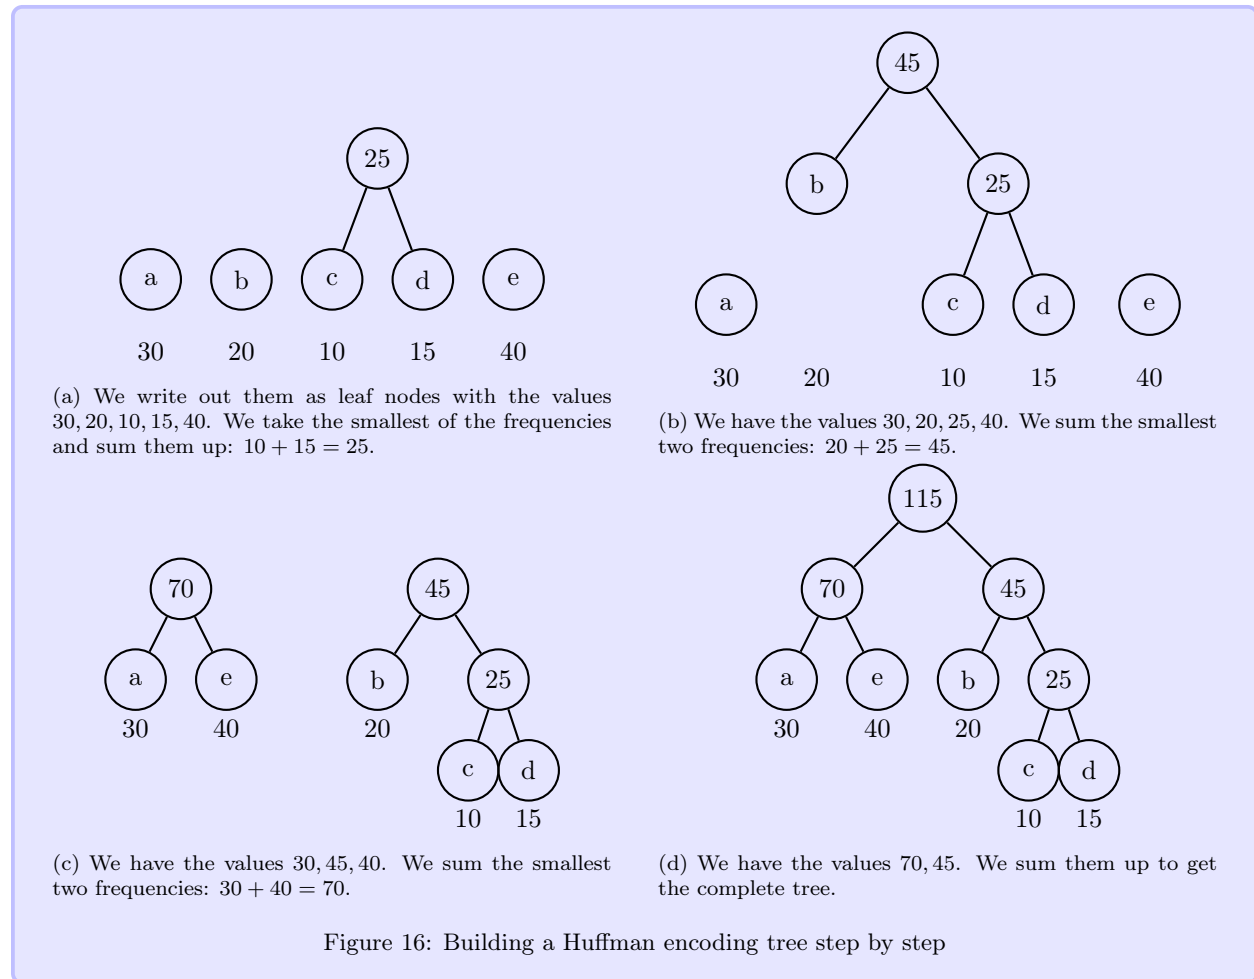 25
a b c d e
30 20 10 15 40
(a) We write out them as leaf nodes with the values
30, 20, 10, 15, 40. We take the smallest of the frequencies
and sum them up: 10 + 15 = 25.
45
b 25
a c d e
30 20 10 15 40
(b) We have the values 30, 20, 25, 40. We sum the smallest
two frequencies: 20 + 25 = 45.
70 45
a e b 25
30 40 20
c d
10 15
(c) We have the values 30, 45, 40. We sum the smallest
two frequencies: 30 + 40 = 70.
115
70 45
a e b 25
30 40 20
c d
10 15
(d) We have the values 70, 45. We sum them up to get
the complete tree.
Figure 16: Building a Huffman encoding tree step by step